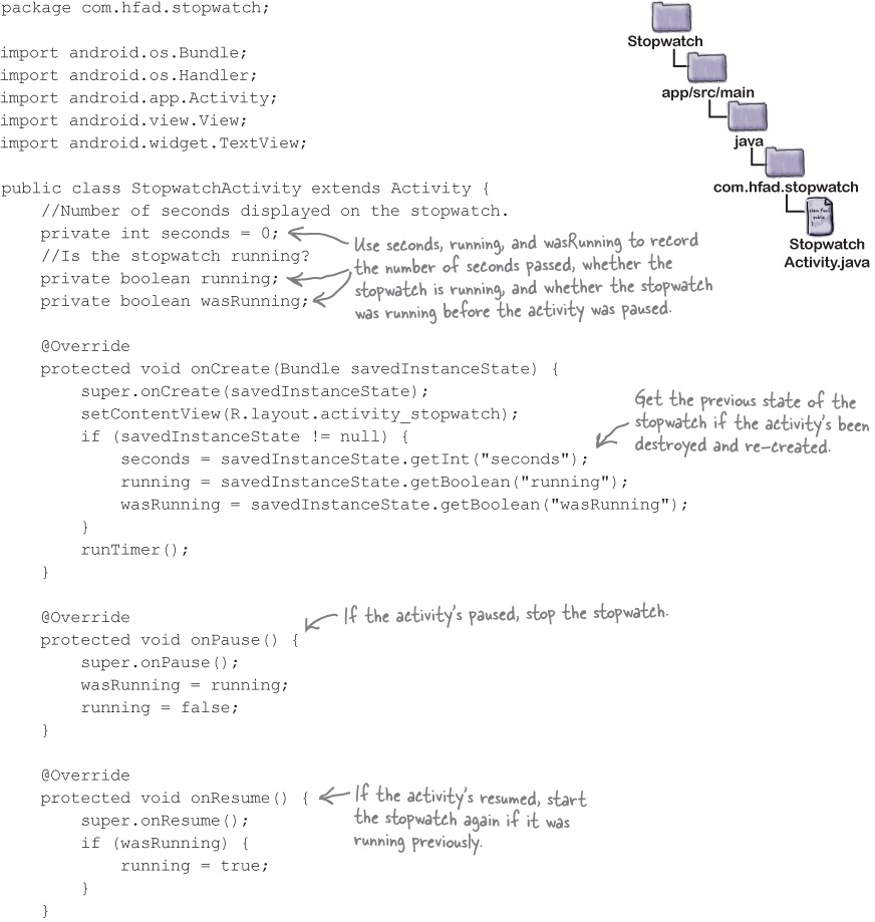 package com.hfad.stopwatch;
import android.os.Bundle;
import android.os.Handler;
import android.app.Activity;
import android.view.View;
import android.widget.TextView;
Stopwatch
app/src/main
java
com.hfad.stopwatch
Stopwatch
Activity.java
public class StopwatchActivity extends Activity {
//Number of seconds displayed on the stopwatch.
private int seconds = 0;
//Is the stopwatch running?
private boolean running;
private boolean wasRunning;
Use seconds, running, and wasRunning to record
the number of seconds passed, whether the
stopwatch is running, and whether the stopwatch
was running before the activity was paused.
@Override
protected void onCreate(Bundle savedInstanceState) {
super.onCreate(savedInstanceState);
setContentView(R.layout.activity_stopwatch);
if (savedInstanceState != null) {
seconds = savedInstanceState.getInt("seconds");
running = savedInstanceState.getBoolean("running");
wasRunning = savedInstanceState.getBoolean("wasRunning");
}
runTimer();
}
Get the previous state of the
stopwatch if the activity's been
destroyed and re-created.
@Override
protected void onPause() {
super.onPause();
wasRunning = running;
running = false;
}
If the activity's paused, stop the stopwatch.
@Override
protected void onResume() {
super.onResume();
if (wasRunning) {
running = true;
}
}
If the activity's resumed, start
the stopwatch again if it was
running previously.